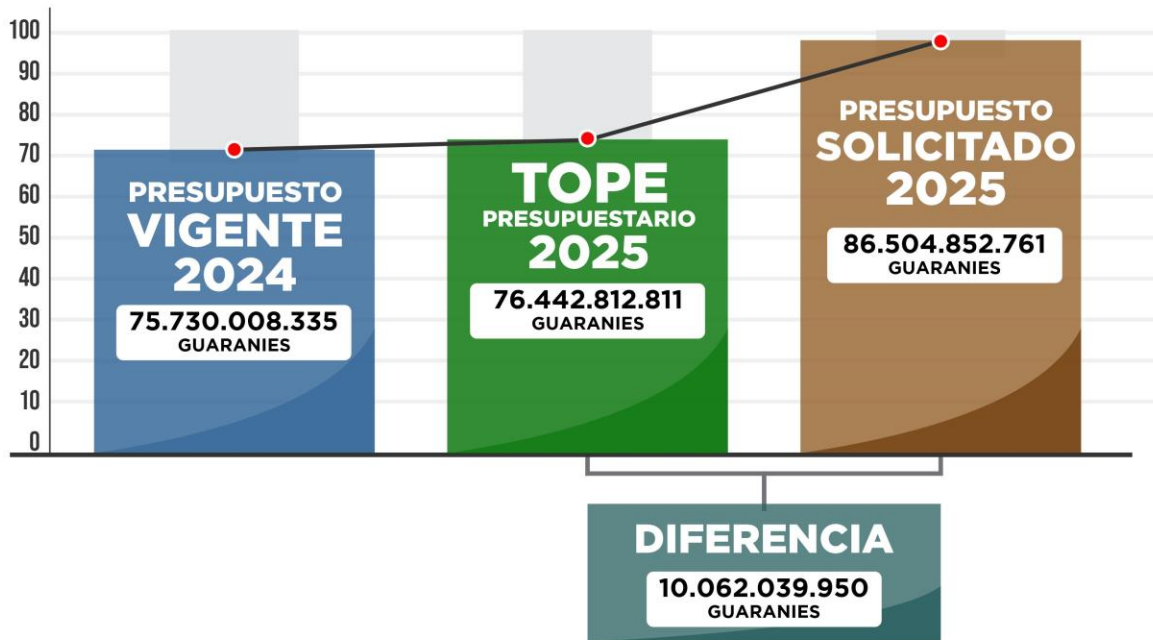 100
90
80
70
60
50
40
30
20
10
0
PRESUPUESTO
VIGENTE
2024
75.730.008.335
GUARANIES
TOPE
PRESUPUESTARIO
2025
76.442.812.811
GUARANIES
PRESUPUESTO
SOLICITADO
2025
86.504.852.761
GUARANIES
DIFERENCIA
10.062.039.950
GUARANIES